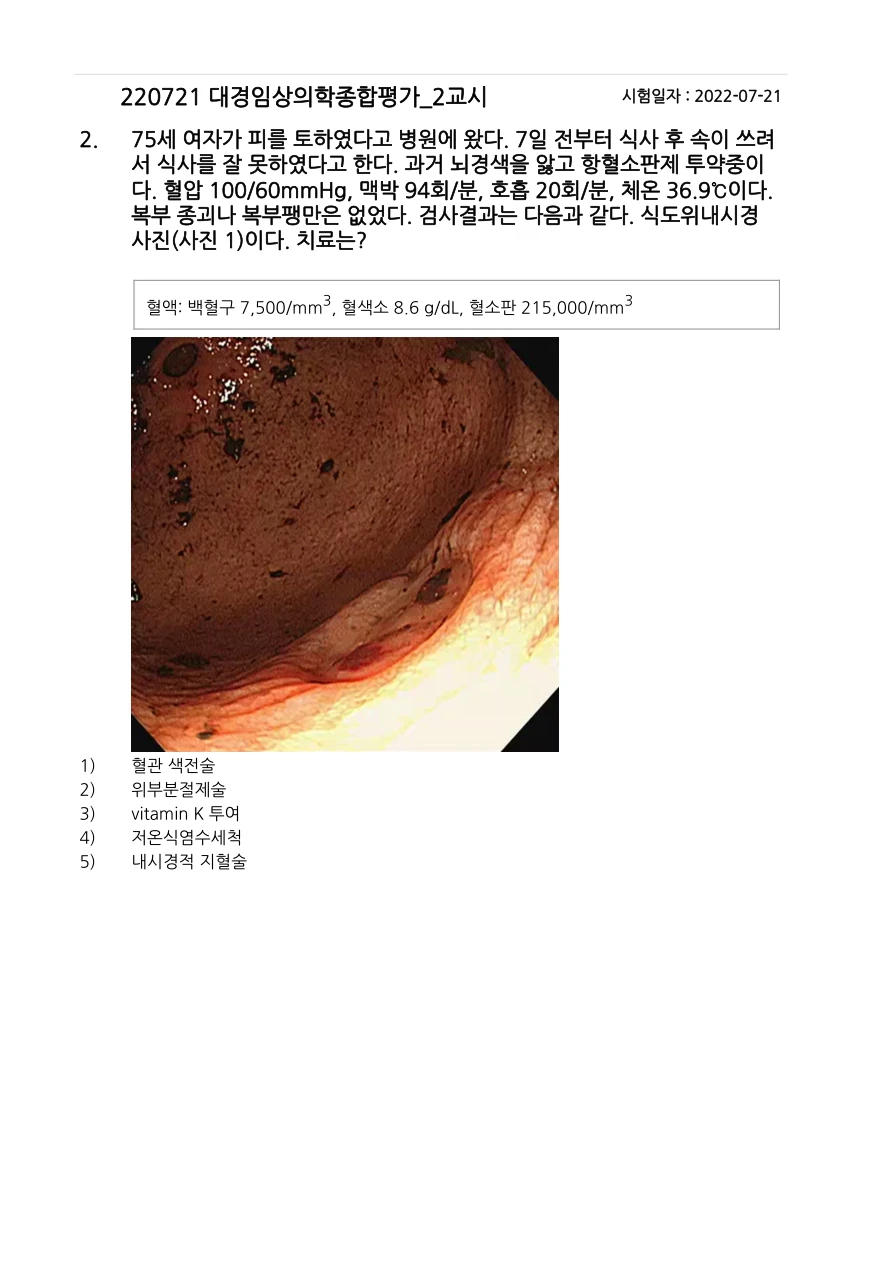 220721 대경임상의학종합평가_2교시
시험일자 : 2022-07-21
2. 75세 여자가 피를 토하였다고 병원에 왔다. 7일 전부터 식사 후 속이 쓰려
서 식사를 잘 못하였다고 한다. 과거 뇌경색을 앓고 항혈소판제 투약중이
다. 혈압 100/60mmHg, 맥박 94회/분, 호흡 20회/분, 체온 36.9℃이다.
복부 종괴나 복부팽만은 없었다. 검사결과는 다음과 같다. 식도위내시경
사진(사진 1)이다. 치료는?
혈액: 백혈구 7,500/mm³, 혈색소 8.6 g/dL, 혈소판 215,000/mm³
1) 혈관 색전술
2) 위부분절제술
3) vitamin K 투여
4) 저온식염수세척
5) 내시경적 지혈술